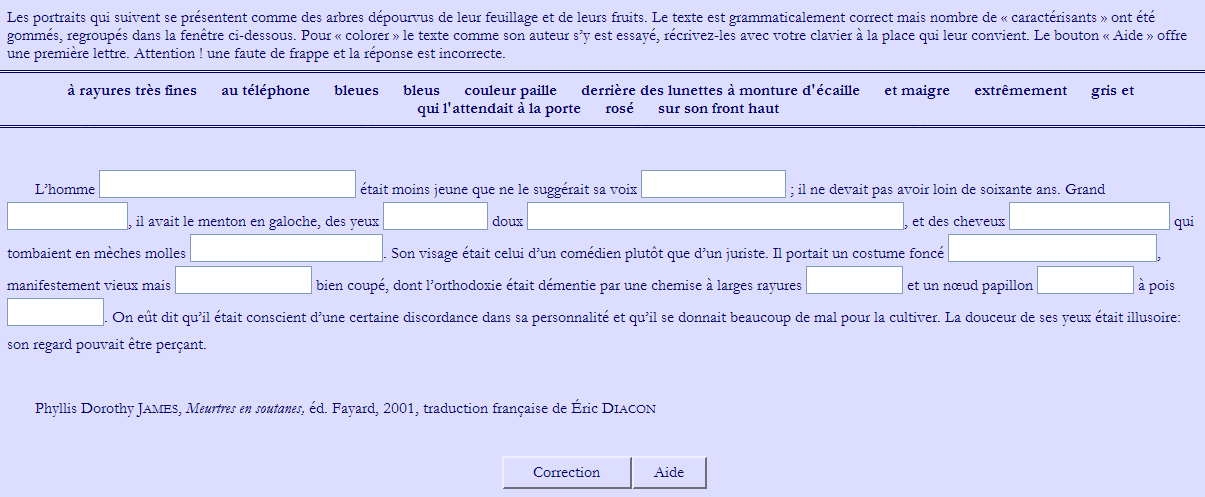 Les portraits qui suivent se présentent comme des arbres dépourvus de leur feuillage et de leurs fruits. Le texte est grammaticalement correct mais nombre de « caractérisants » ont été
gommés, regroupés dans la fenêtre ci-dessous. Pour « colorer » le texte comme son auteur s'y est essayé, récrivez-les avec votre clavier à la place qui leur convient. Le bouton « Aide » offre
une première lettre. Attention ! une faute de frappe et la réponse est incorrecte.
à rayures très fines au téléphone bleues bleus couleur paille derrière des lunettes à monture d'écaille et maigre extrêmement gris et
qui l'attendait à la porte rosé sur son front haut
L'homme était moins jeune que ne le suggérait sa voix ; il ne devait pas avoir loin de soixante ans. Grand
, il avait le menton en galoche, des yeux doux , et des cheveux qui
tombaient en mèches molles . Son visage était celui d'un comédien plutôt que d'un juriste. Il portait un costume foncé ,
manifestement vieux mais bien coupé, dont l'orthodoxie était démentie par une chemise à larges rayures et un nœud papillon à pois
. On eût dit qu'il était conscient d'une certaine discordance dans sa personnalité et qu'il se donnait beaucoup de mal pour la cultiver. La douceur de ses yeux était illusoire:
son regard pouvait être perçant.
Phyllis Dorothy JAMES, Meurtres en soutanes, éd. Fayard, 2001, traduction française de Éric DIACON
Correction Aide